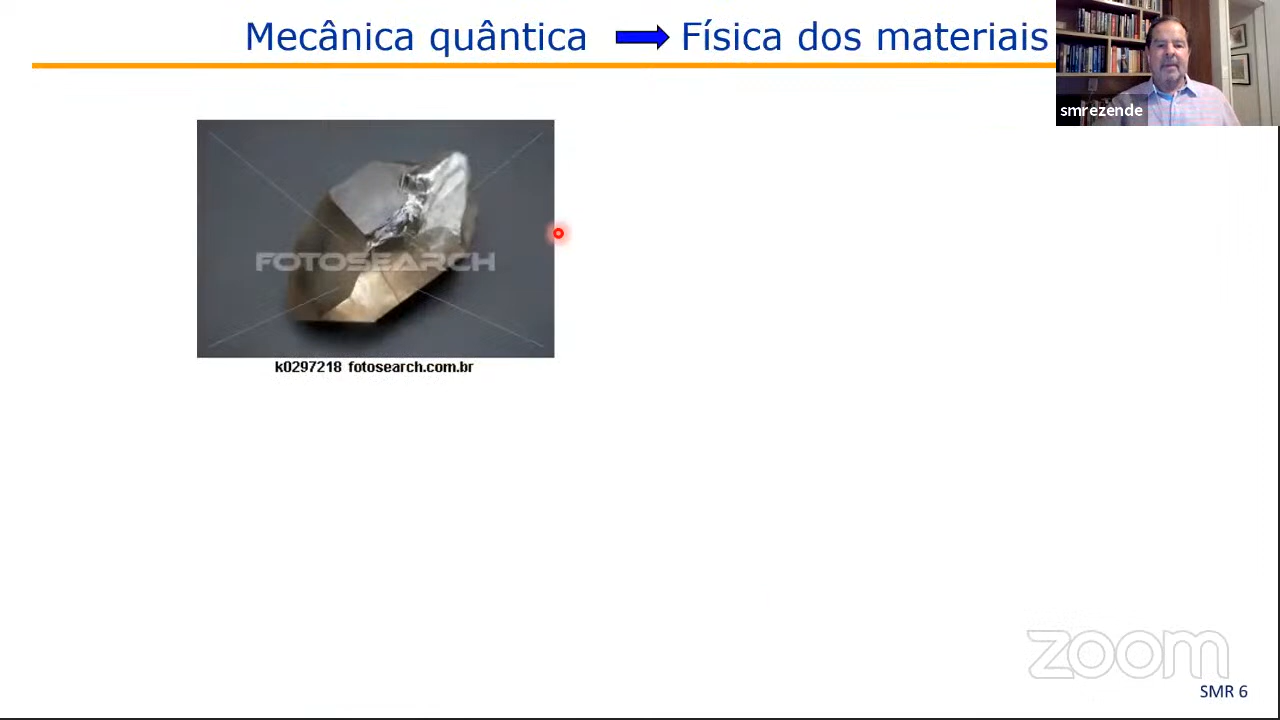 Mecânica quântica Física dos materiais
smrezende
FOTOSEARCH
k0297218 fotosearch.com.br
zoom
SMR 6